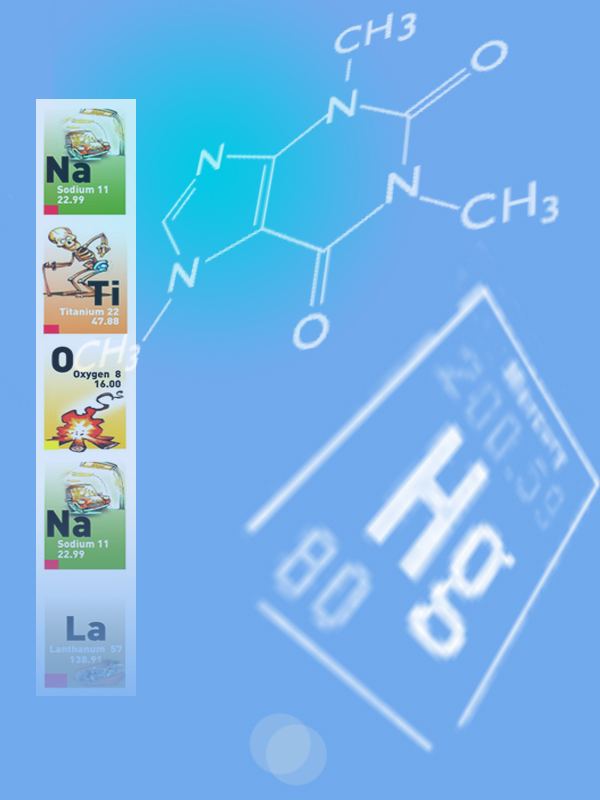 CH3
O
N
N
N
CH3
N
O
CH3
Na
Sodium 11
22.99
Ti
Titanium 22
47.88
O
Oxygen 8
16.00
Na
Sodium 11
22.99
La
Lanthanum 57
138.91
Mercury
200.59
Hg
80